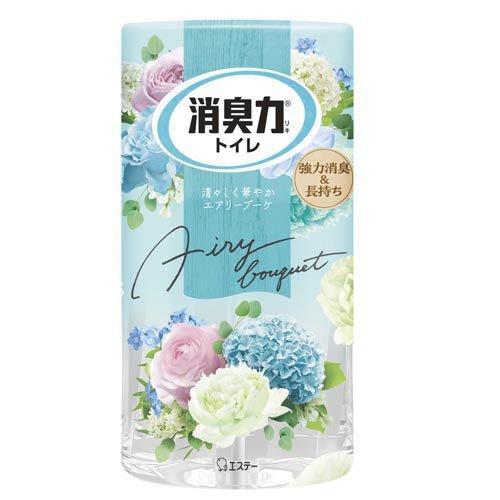 消臭力®
リキ
トイレ
強力消臭
&
長持ち
清々しく華やか
エアリーブーケ
Airy
bouquet
エステー